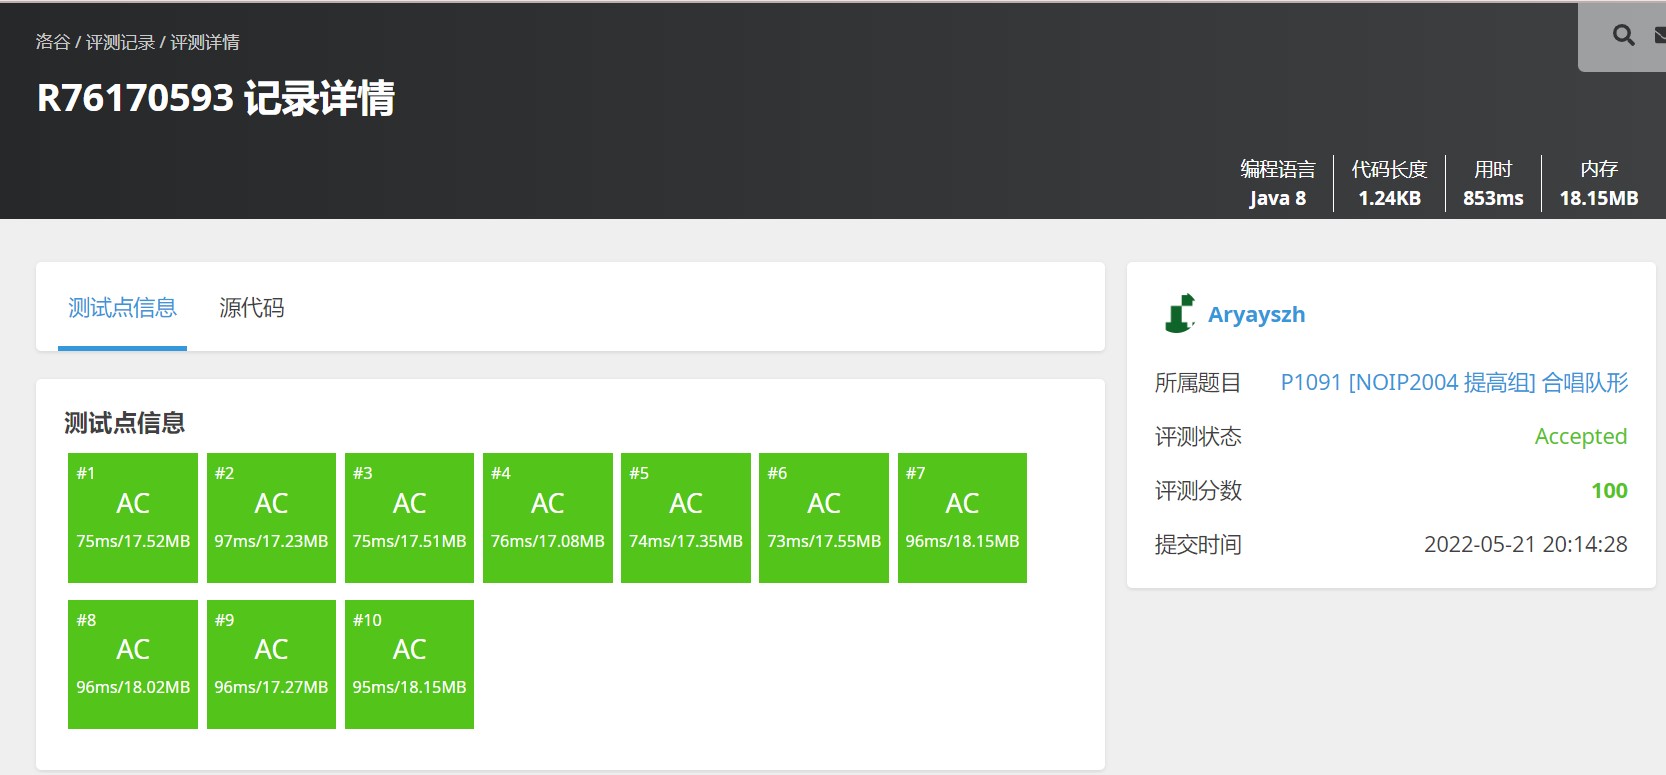 洛谷 / 评测记录 / 评测详情
R76170593 记录详情
编程语言 代码长度 用时 内存
Java 8 1.24KB 853ms 18.15MB
测试点信息 源代码
测试点信息
#1 #2 #3 #4 #5 #6 #7
AC AC AC AC AC AC AC
75ms/17.52MB 97ms/17.23MB 75ms/17.51MB 76ms/17.08MB 74ms/17.35MB 73ms/17.55MB 96ms/18.15MB
#8 #9 #10
AC AC AC
96ms/18.02MB 96ms/17.27MB 95ms/18.15MB
Aryayszh
所属题目 P1091 [NOIP2004 提高组] 合唱队形
评测状态 Accepted
评测分数 100
提交时间 2022-05-21 20:14:28